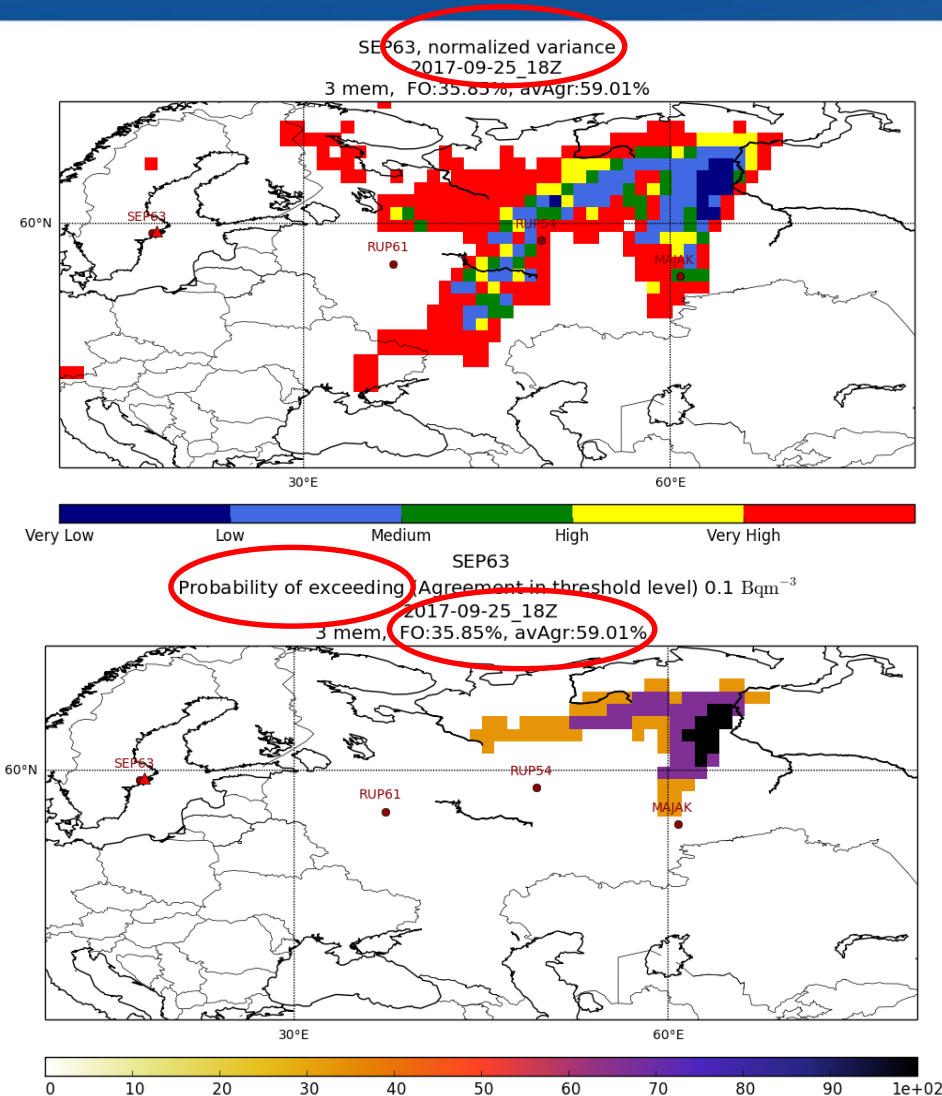 SEP63, normalized variance
2017-09-25_18Z
3 mem, FO:35.85%, avAgr:59.01%
SEP63
60°N
RUP54
RUP61
MAJAK
30°E 60°E
Very Low Low Medium High Very High
SEP63
Probability of exceeding (Agreement in threshold level) 0.1 Bqm⁻³
2017-09-25_18Z
3 mem, FO:35.85%, avAgr:59.01%
SEP63
60°N
RUP54
RUP61
MAJAK
30°E 60°E
0 10 20 30 40 50 60 70 80 90 1e+02